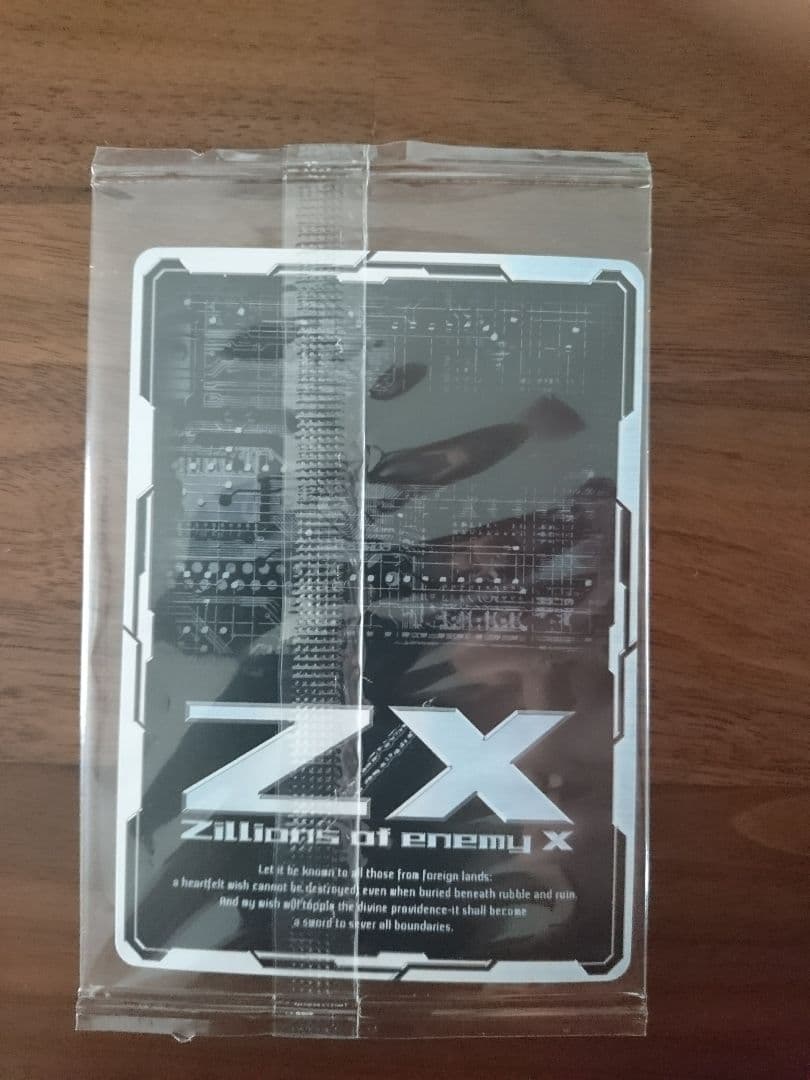 ZX
Zillions of enemy X
Let it be known to all those from foreign lands:
a heartfelt wish cannot be destroyed, even when buried beneath rubble and ruin.
And my wish will topple the divine providence-it shall become
a sword to sever all boundaries.